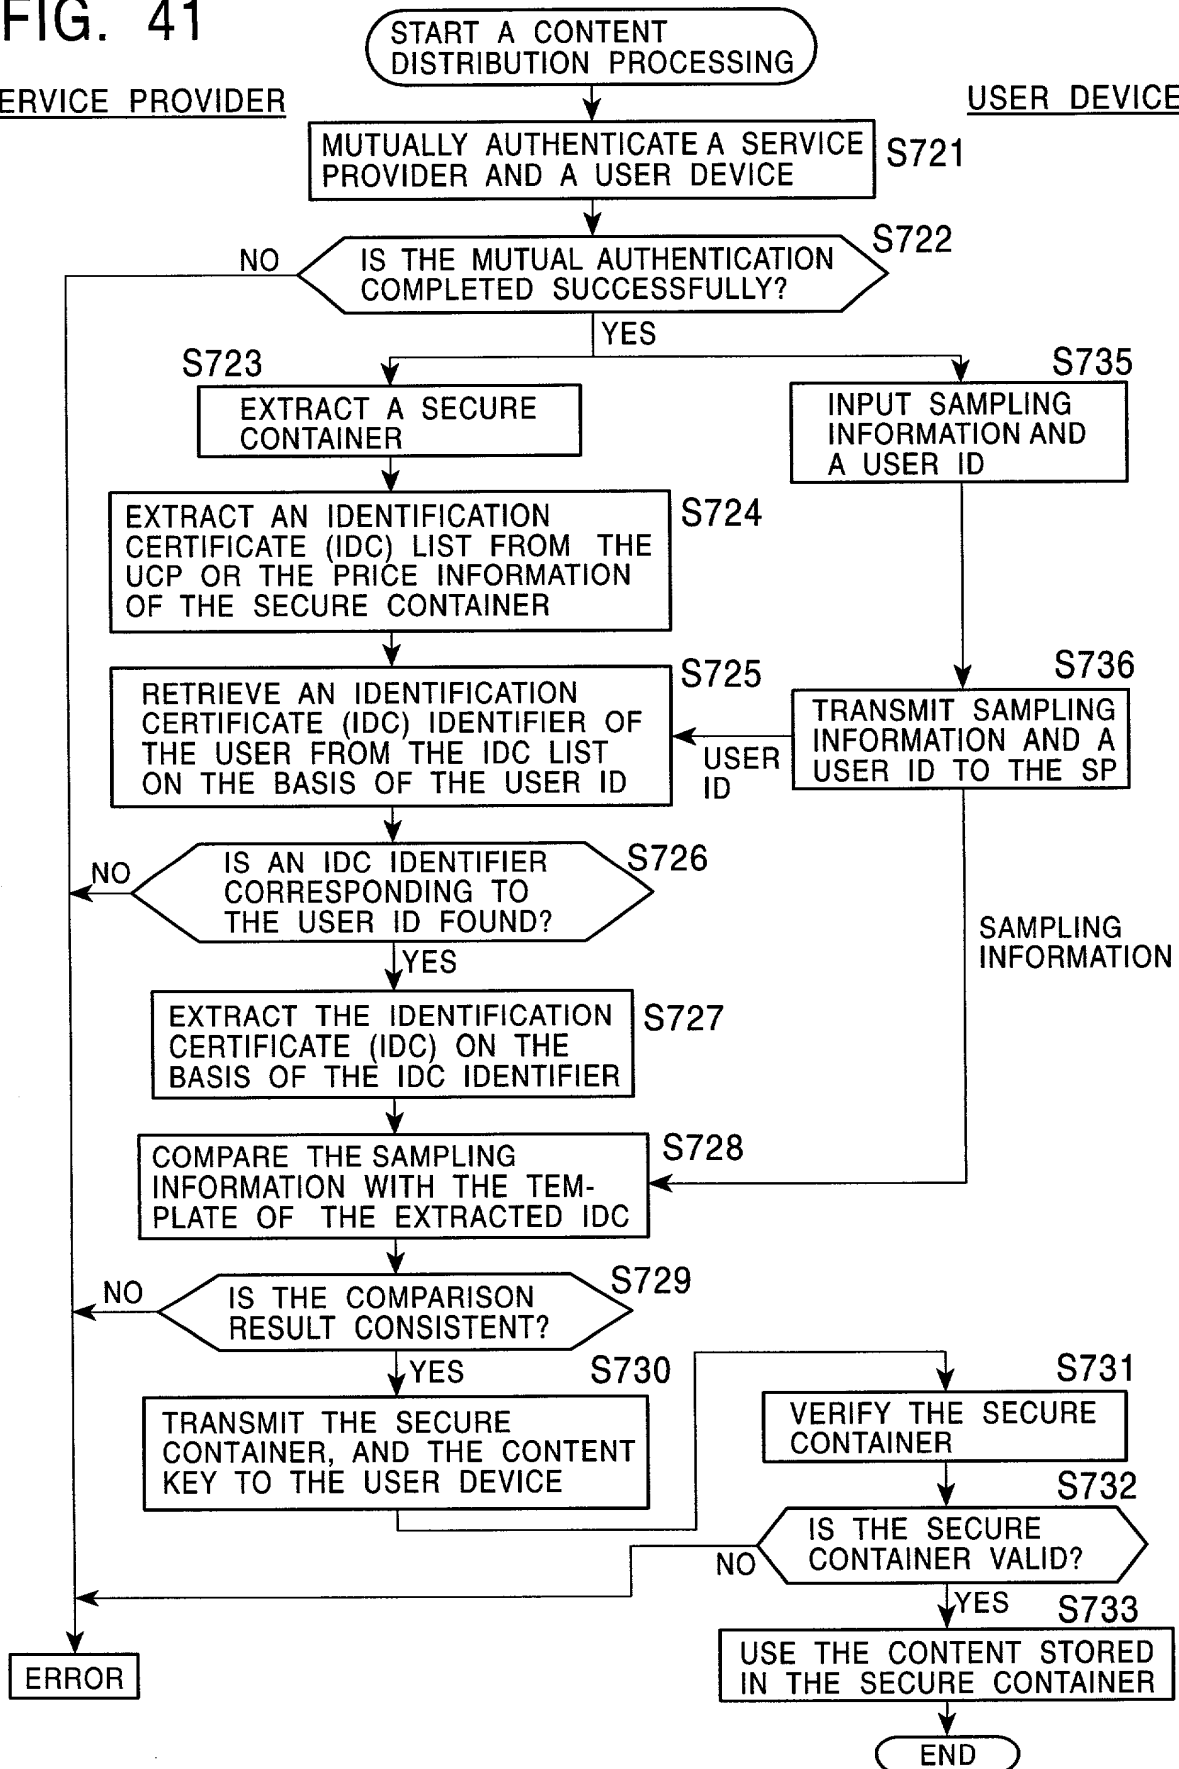 FIG. 41
START A CONTENT
DISTRIBUTION PROCESSING
ERVICE PROVIDER
USER DEVICE
MUTUALLY AUTHENTICATE A SERVICE
PROVIDER AND A USER DEVICE
S721
S722
IS THE MUTUAL AUTHENTICATION
COMPLETED SUCCESSFULLY?
NO
YES
S723
EXTRACT A SECURE
CONTAINER
S735
INPUT SAMPLING
INFORMATION AND
A USER ID
S724
EXTRACT AN IDENTIFICATION
CERTIFICATE (IDC) LIST FROM THE
UCP OR THE PRICE INFORMATION
OF THE SECURE CONTAINER
S725
RETRIEVE AN IDENTIFICATION
CERTIFICATE (IDC) IDENTIFIER OF
THE USER FROM THE IDC LIST
ON THE BASIS OF THE USER ID
S736
TRANSMIT SAMPLING
INFORMATION AND A
USER ID TO THE SP
USER
ID
S726
IS AN IDC IDENTIFIER
CORRESPONDING TO
THE USER ID FOUND?
NO
YES
SAMPLING
INFORMATION
S727
EXTRACT THE IDENTIFICATION
CERTIFICATE (IDC) ON THE
BASIS OF THE IDC IDENTIFIER
S728
COMPARE THE SAMPLING
INFORMATION WITH THE TEM-
PLATE OF THE EXTRACTED IDC
S729
IS THE COMPARISON
RESULT CONSISTENT?
NO
YES
S730
TRANSMIT THE SECURE
CONTAINER, AND THE CONTENT
KEY TO THE USER DEVICE
S731
VERIFY THE SECURE
CONTAINER
S732
IS THE SECURE
CONTAINER VALID?
NO
YES
S733
USE THE CONTENT STORED
IN THE SECURE CONTAINER
ERROR
END